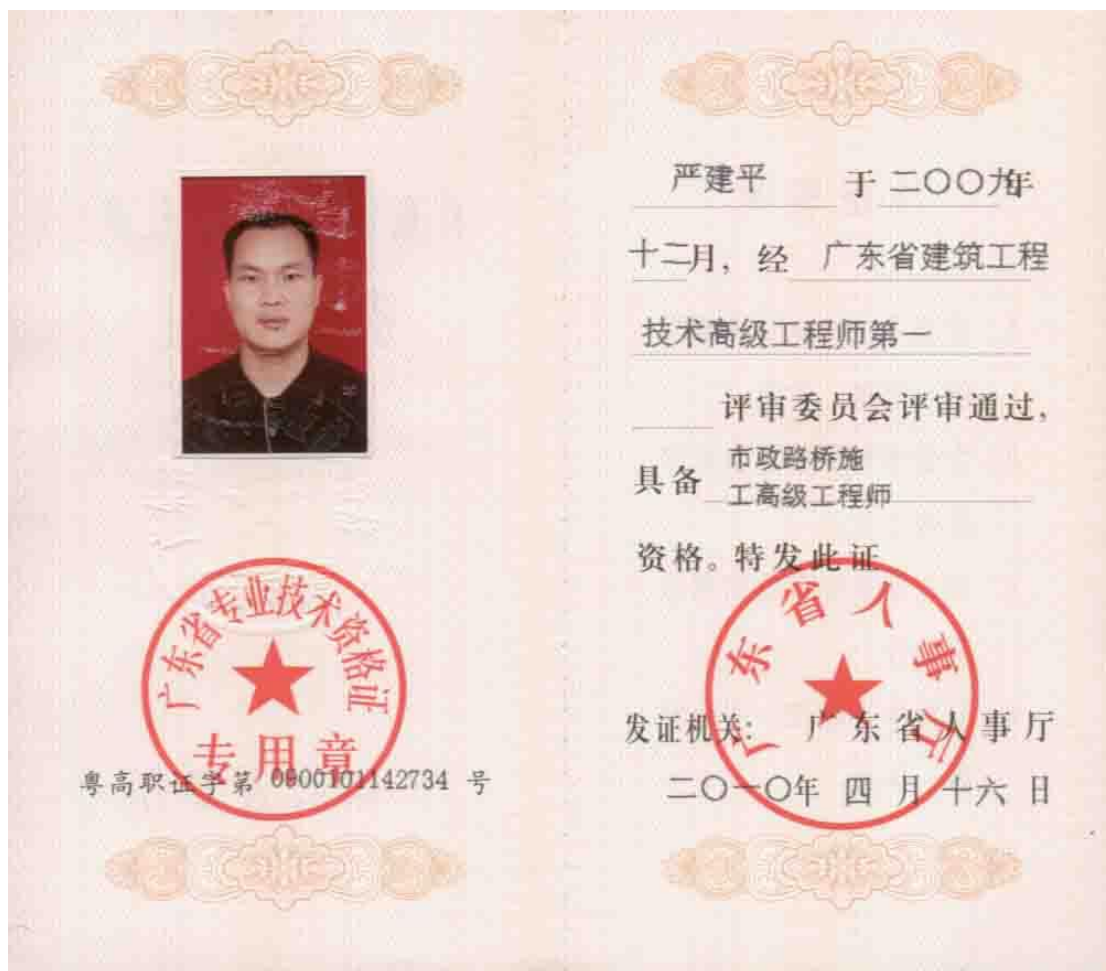 广东省专业技术资格证
专用章
粤高职证字第 0900101142734 号
严建平 于 二〇〇九年
十二月，经 广东省建筑工程
技术高级工程师第一
评审委员会评审通过，
具备 市政路桥施
工高级工程师
资格。特发此证
广东省人事厅
发证机关： 广东省人事厅
二〇一〇年 四 月 十六 日